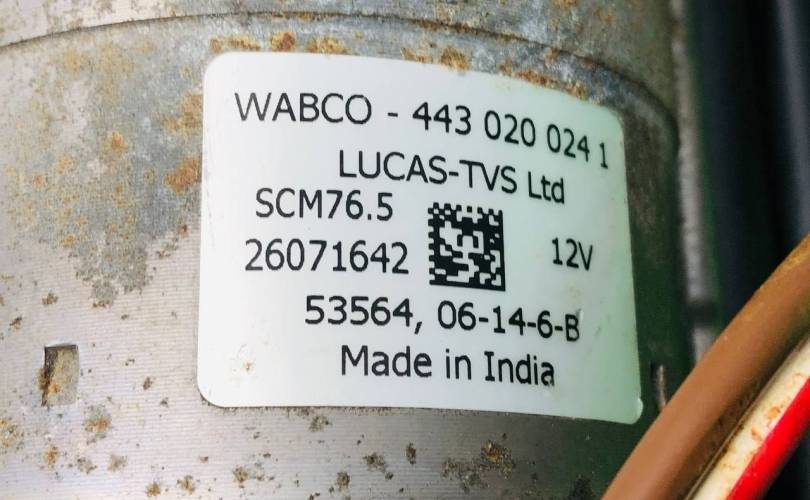 WABCO - 443 020 024 1
LUCAS-TVS Ltd
SCM76.5
26071642 12V
53564, 06-14-6-B
Made in India